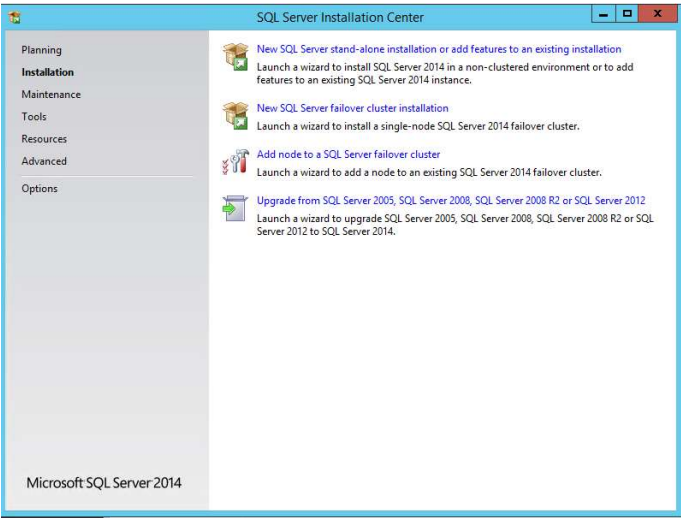 SQL Server Installation Center
Planning
Installation
Maintenance
Tools
Resources
Advanced
Options
New SQL Server stand-alone installation or add features to an existing installation
Launch a wizard to install SQL Server 2014 in a non-clustered environment or to add
features to an existing SQL Server 2014 instance.
New SQL Server failover cluster installation
Launch a wizard to install a single-node SQL Server 2014 failover cluster.
Add node to a SQL Server failover cluster
Launch a wizard to add a node to an existing SQL Server 2014 failover cluster.
Upgrade from SQL Server 2005, SQL Server 2008, SQL Server 2008 R2 or SQL Server 2012
Launch a wizard to upgrade SQL Server 2005, SQL Server 2008, SQL Server 2008 R2 or SQL
Server 2012 to SQL Server 2014.
Microsoft SQL Server 2014